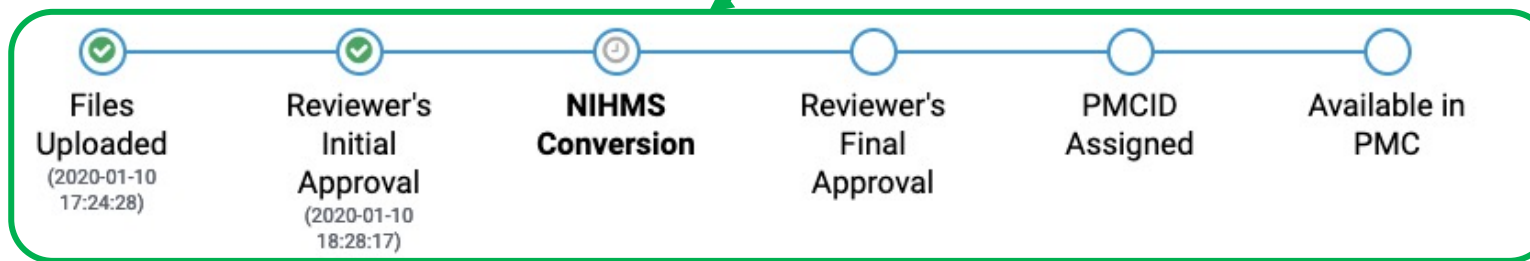 Files
Uploaded
(2020-01-10
17:24:28)
Reviewer's
Initial
Approval
(2020-01-10
18:28:17)
NIHMS
Conversion
Reviewer's
Final
Approval
PMCID
Assigned
Available in
PMC